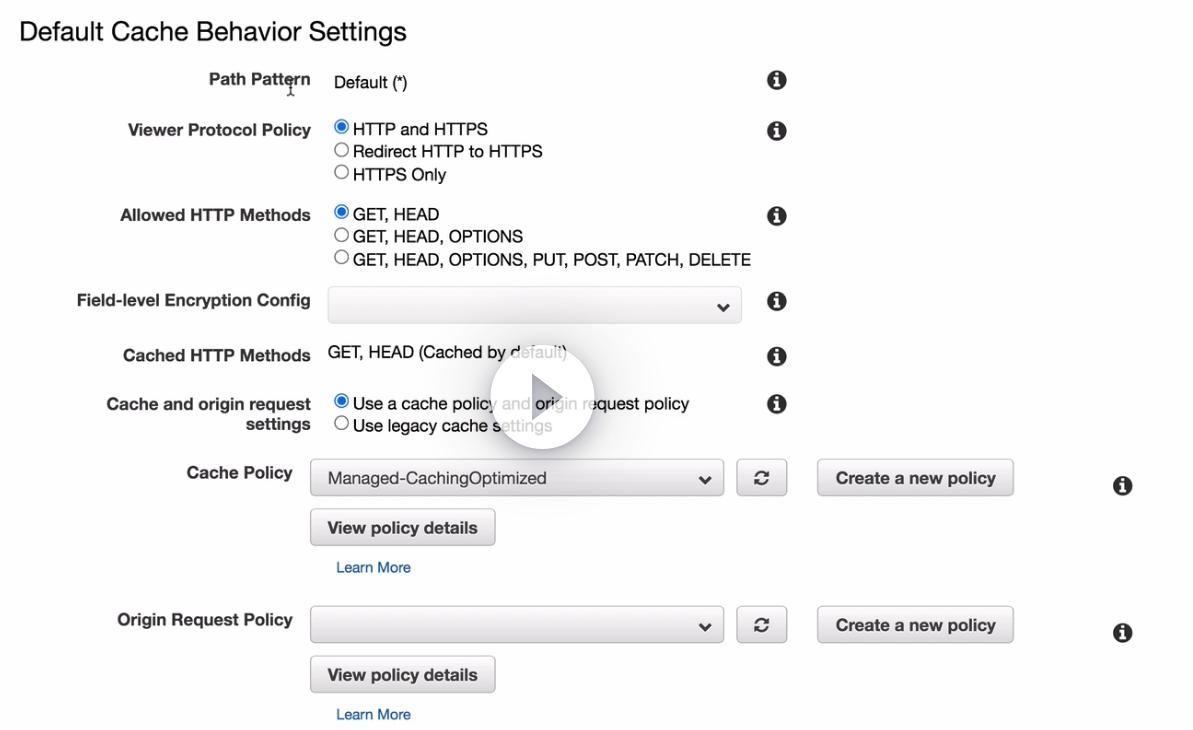 Default Cache Behavior Settings
Path Pattern Default (*)
Viewer Protocol Policy HTTP and HTTPS
Redirect HTTP to HTTPS
HTTPS Only
Allowed HTTP Methods GET, HEAD
GET, HEAD, OPTIONS
GET, HEAD, OPTIONS, PUT, POST, PATCH, DELETE
Field-level Encryption Config
Cached HTTP Methods GET, HEAD (Cached by default)
Cache and origin request settings
Use a cache policy and origin request policy
Use legacy cache settings
Cache Policy Managed-CachingOptimized Create a new policy
View policy details
Learn More
Origin Request Policy Create a new policy
View policy details
Learn More